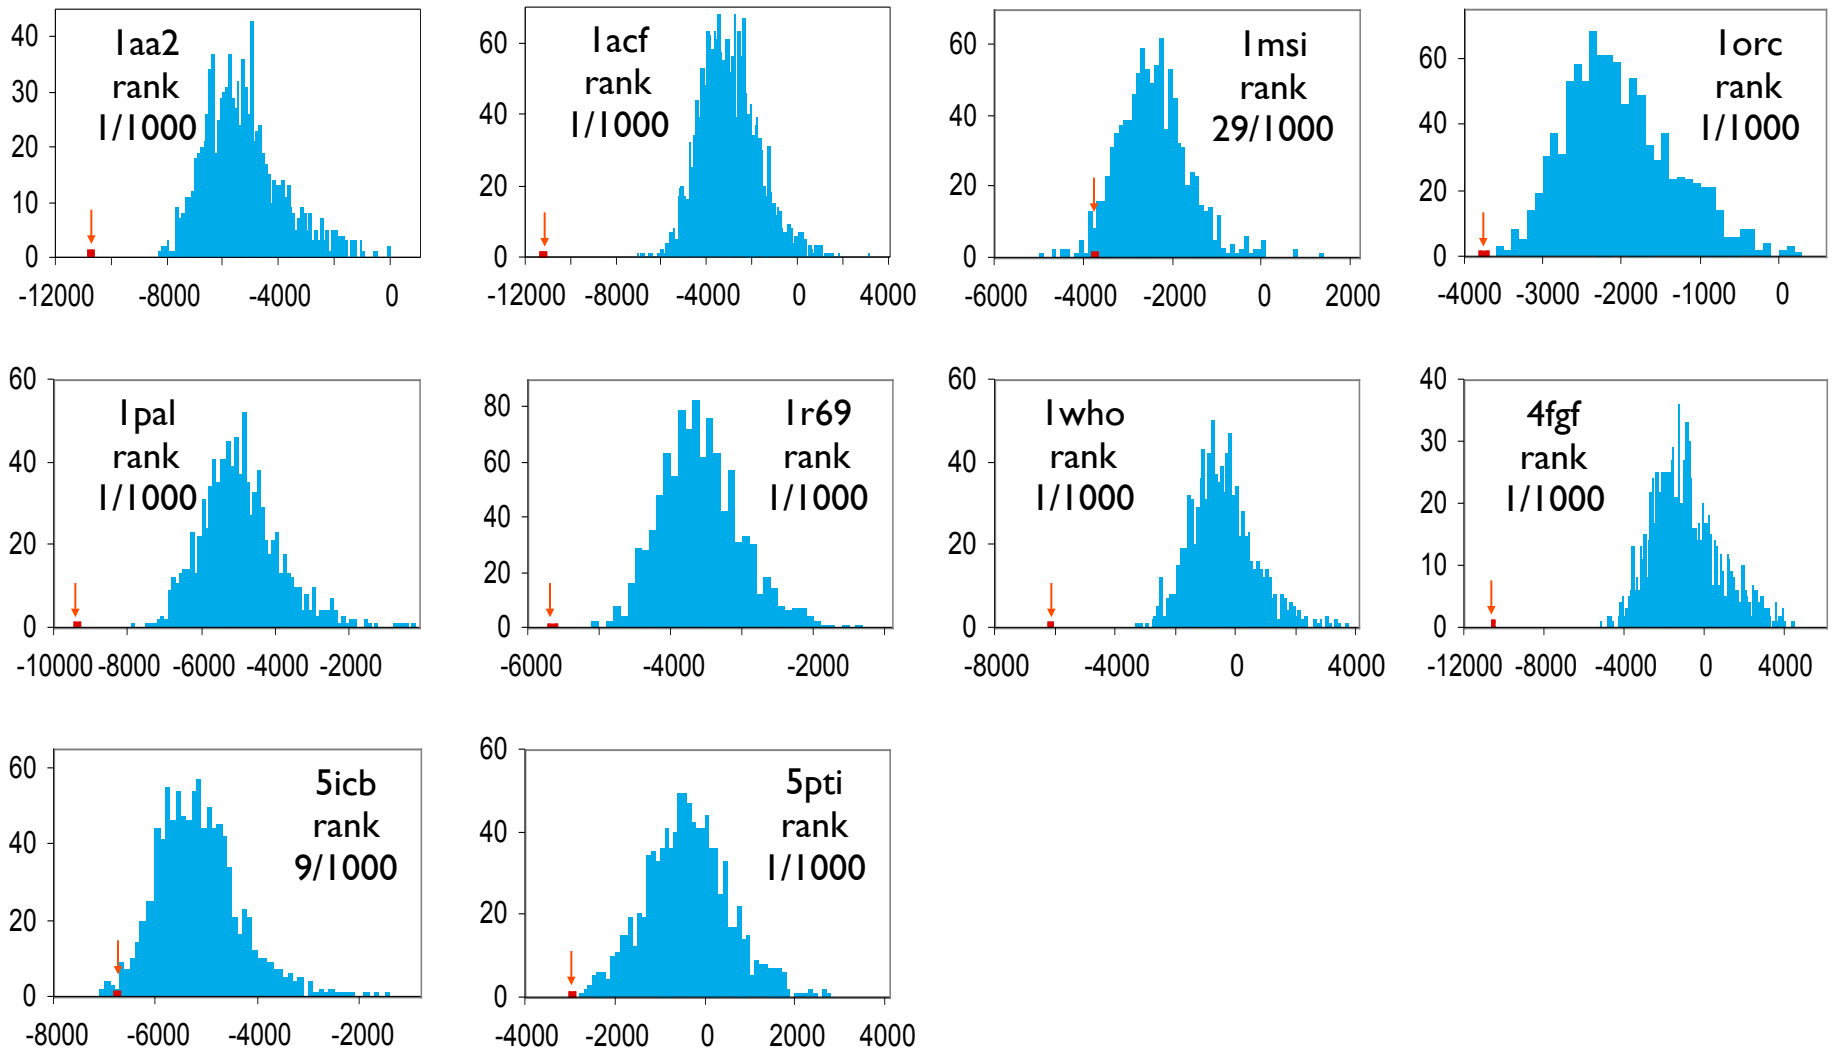 1aa2
rank
1/1000
40
30
20
10
0
-12000 -8000 -4000 0
1acf
rank
1/1000
60
40
20
0
-12000 -8000 -4000 0 4000
1msi
rank
29/1000
60
40
20
0
-6000 -4000 -2000 0 2000
1orc
rank
1/1000
60
40
20
0
-4000 -3000 -2000 -1000 0
1pal
rank
1/1000
60
40
20
0
-10000 -8000 -6000 -4000 -2000
1r69
rank
1/1000
80
60
40
20
0
-6000 -4000 -2000
1who
rank
1/1000
60
40
20
0
-8000 -4000 0 4000
4fgf
rank
1/1000
40
30
20
10
0
-12000 -8000 -4000 0 4000
5icb
rank
9/1000
60
40
20
0
-8000 -6000 -4000 -2000
5pti
rank
1/1000
60
40
20
0
-4000 -2000 0 2000 4000